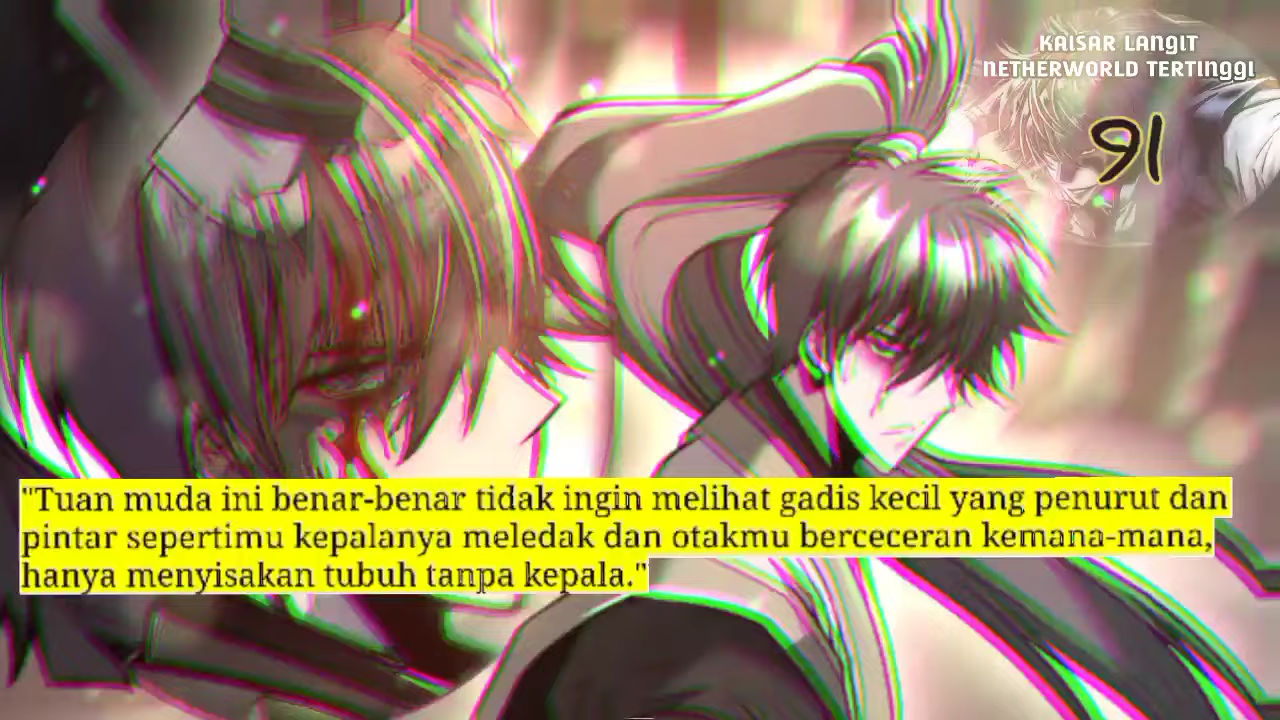 KAISAR LANGIT
NETHERWORLD TERTINGGI
91
"Tuan muda ini benar-benar tidak ingin melihat gadis kecil yang penurut dan
pintar sepertimu kepalanya meledak dan otakmu berceceran kemana-mana,
hanya menyisakan tubuh tanpa kepala."